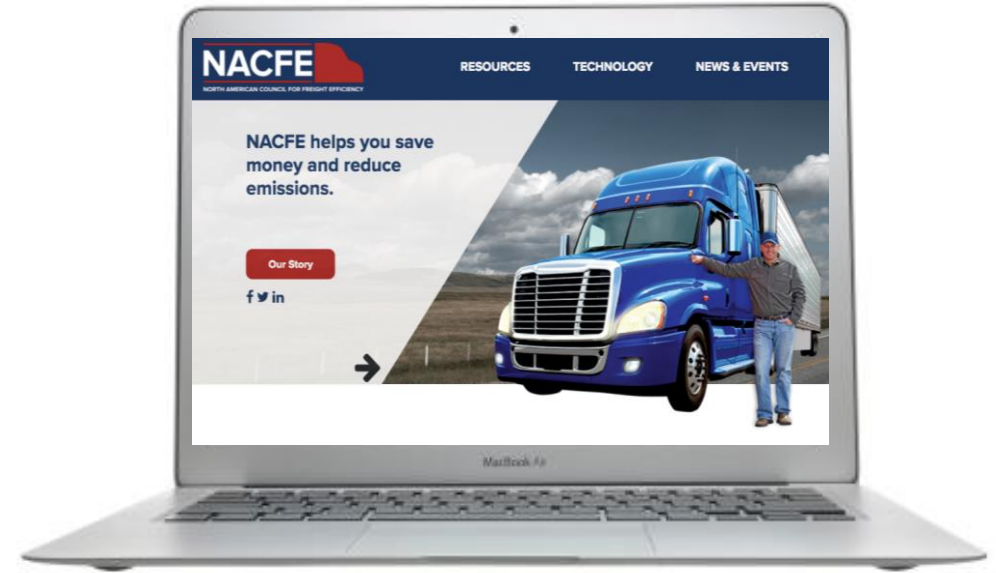 NACFE
NORTH AMERICAN COUNCIL FOR FREIGHT EFFICIENCY
RESOURCES TECHNOLOGY NEWS & EVENTS
NACFE helps you save
money and reduce
emissions.
Our Story
MacBook Air